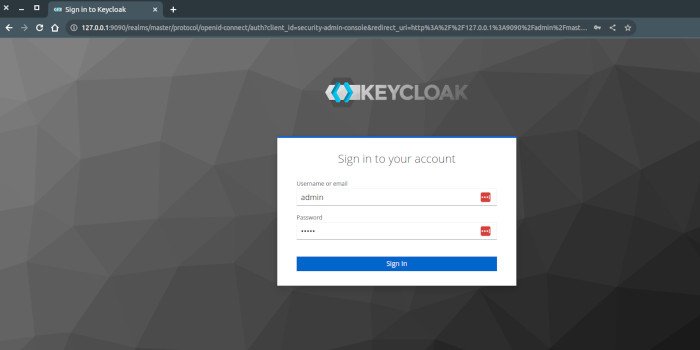 Sign in to Keycloak
127.0.0.1:9090/realms/master/protocol/openid-connect/auth?client_id=security-admin-console&redirect_uri=http%3A%2F%2F127.0.0.1%3A9090%2Fadmin%2Fmast...
KEYCLOAK
Sign in to your account
Username or email
admin
Password
•••••
Sign In